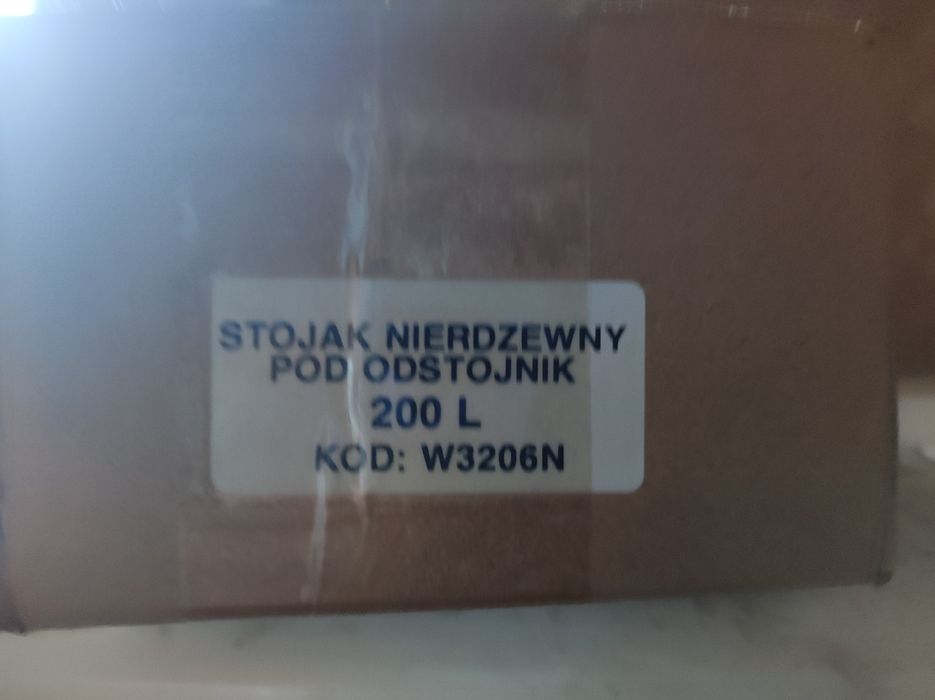 STOJAK NIERDZEWNY
POD ODSTOJNIK
200 L
KOD: W3206N